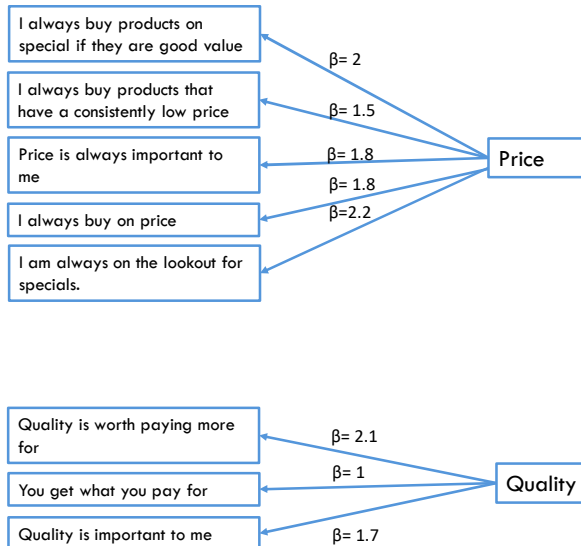 I always buy products on
special if they are good value
β= 2
I always buy products that
have a consistently low price
β= 1.5
Price is always important to
me
β= 1.8
Price
I always buy on price
β= 1.8
β=2.2
I am always on the lookout for
specials.
Quality is worth paying more
for
β= 2.1
You get what you pay for
β= 1
Quality
Quality is important to me
β= 1.7